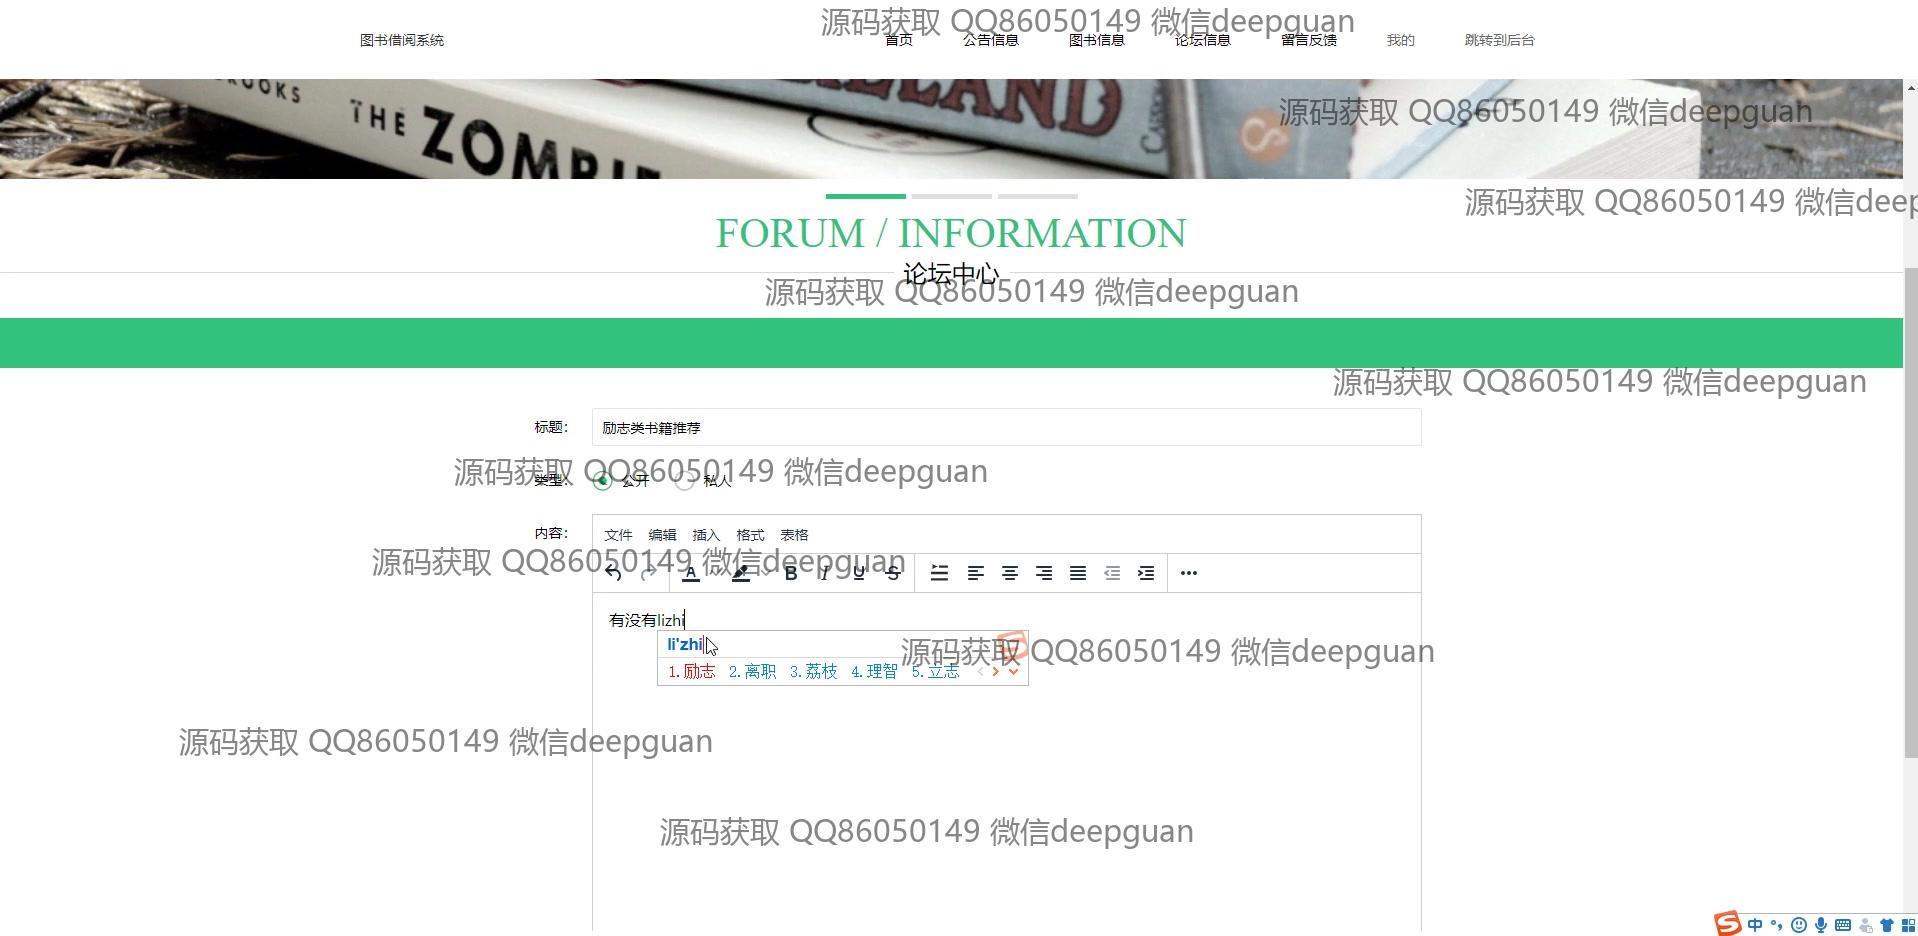 源码获取 QQ86050149 微信deepguan
图书借阅系统
首页
公告信息
图书信息
论坛信息
留言反馈
我的
跳转到后台
THE ZOMBIE
源码获取 QQ86050149 微信deepguan
源码获取 QQ86050149 微信deep
FORUM / INFORMATION
论坛中心
源码获取 QQ86050149 微信deepguan
源码获取 QQ86050149 微信deepguan
标题：
励志类书籍推荐
源码获取 QQ86050149 微信deepguan
类型：
公开
私人
内容：
文件 编辑 插入 格式 表格
源码获取 QQ86050149 微信deepguan
A B I U S
有没有lizhi
li'zhi
源码获取 QQ86050149 微信deepguan
1.励志 2.离职 3.荔枝 4.理智 5.立志
源码获取 QQ86050149 微信deepguan
源码获取 QQ86050149 微信deepguan
S 中